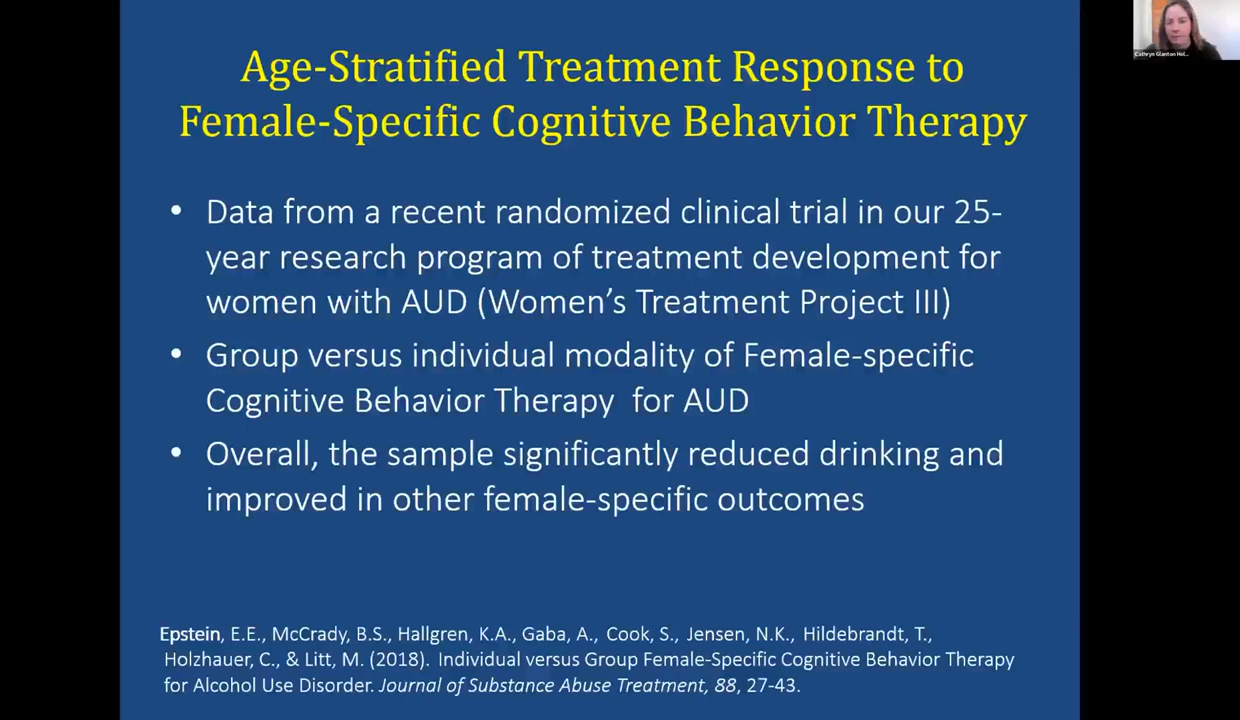 Cathryn Glanton Hol...
Age-Stratified Treatment Response to
Female-Specific Cognitive Behavior Therapy
• Data from a recent randomized clinical trial in our 25-
year research program of treatment development for
women with AUD (Women’s Treatment Project III)
• Group versus individual modality of Female-specific
Cognitive Behavior Therapy  for AUD
• Overall, the sample significantly reduced drinking and
improved in other female-specific outcomes
Epstein, E.E., McCrady, B.S., Hallgren, K.A., Gaba, A., Cook, S., Jensen, N.K., Hildebrandt, T.,
Holzhauer, C., & Litt, M. (2018). Individual versus Group Female-Specific Cognitive Behavior Therapy
for Alcohol Use Disorder. Journal of Substance Abuse Treatment, 88, 27-43.